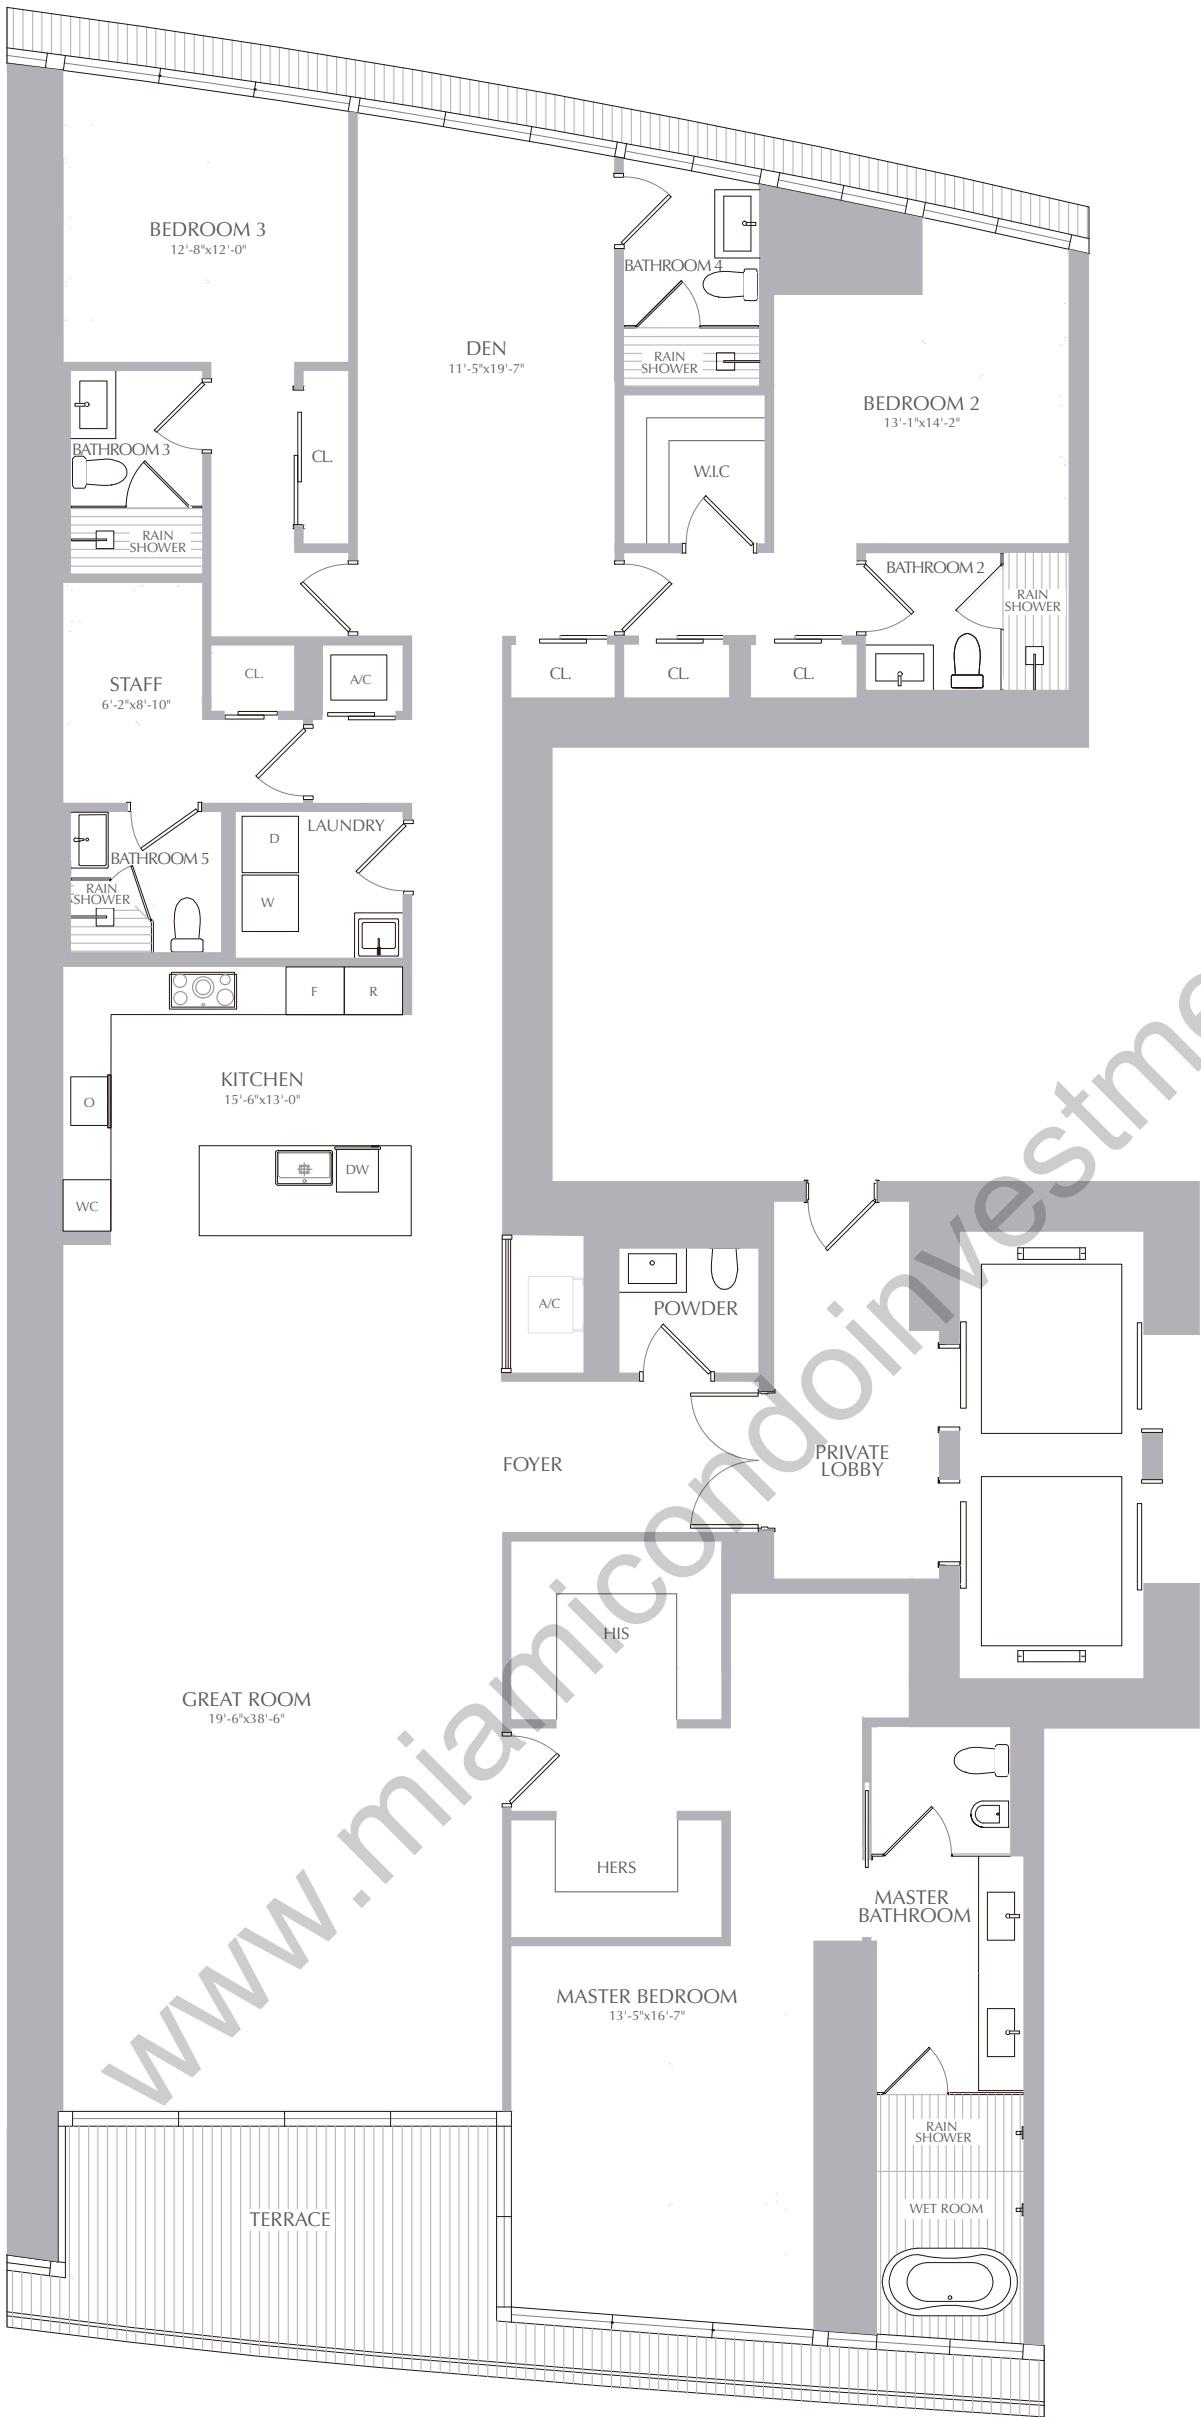 BEDROOM 3
12'-8"x12'-0"
BATHROOM 4
RAIN
SHOWER
DEN
11'-5"x19'-7"
BEDROOM 2
13'-1"x14'-2"
BATHROOM 3
CL.
W.I.C
RAIN
SHOWER
BATHROOM 2
RAIN
SHOWER
STAFF
6'-2"x8'-10"
CL.
A/C
CL.
CL.
CL.
D
LAUNDRY
BATHROOM 5
RAIN
SHOWER
W
F
R
KITCHEN
15'-6"x13'-0"
O
DW
WC
A/C
POWDER
FOYER
PRIVATE
LOBBY
HIS
GREAT ROOM
19'-6"x38'-6"
HERS
MASTER
BATHROOM
MASTER BEDROOM
13'-5"x16'-7"
RAIN
SHOWER
WET ROOM
TERRACE
www.miamicondoinvestme